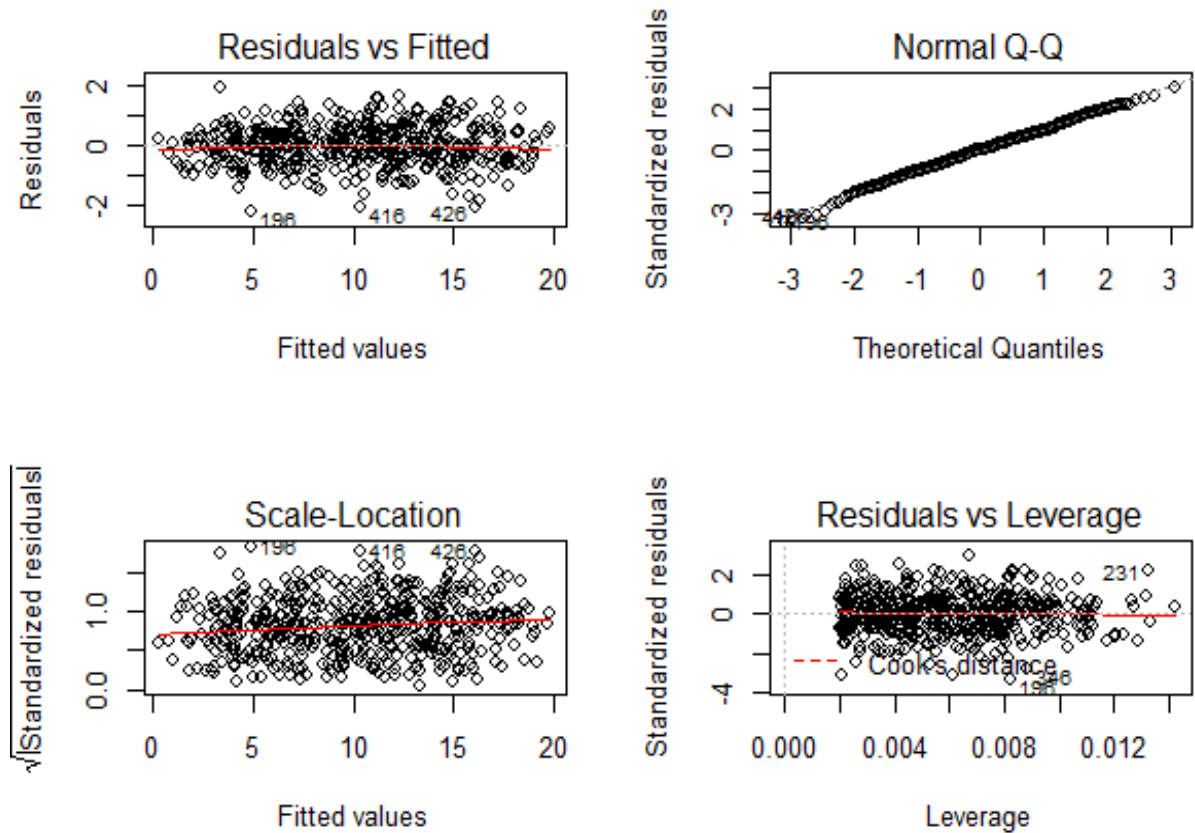 Residuals vs Fitted
Residuals
2
0
-2
196
416
426
0 5 10 15 20
Fitted values
Normal Q-Q
Standardized residuals
2
0
-3
-3 -2 -1 0 1 2 3
Theoretical Quantiles
Scale-Location
√|Standardized residuals|
1.0
0.0
196
416
426
0 5 10 15 20
Fitted values
Residuals vs Leverage
Standardized residuals
2
0
-4
231
Cook's distance
346
196
0.000 0.004 0.008 0.012
Leverage